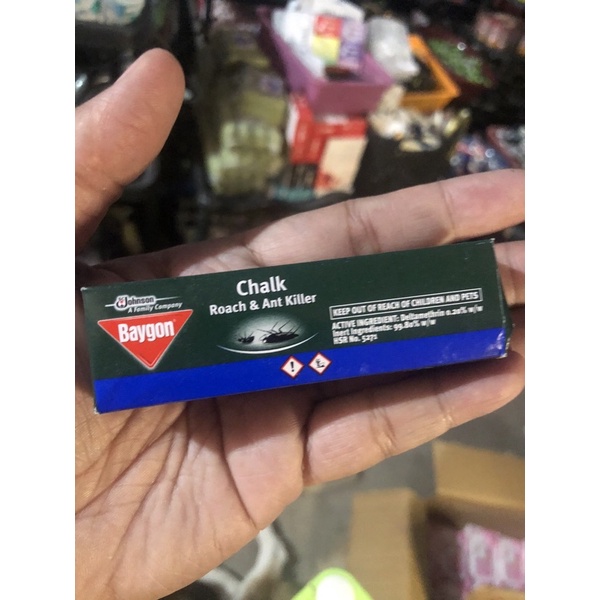 Chalk
Roach & Ant Killer
SC Johnson
A Family Company
Baygon
KEEP OUT OF REACH OF CHILDREN AND PETS
ACTIVE INGREDIENT: Deltamethrin 0.20% w/w
Inert Ingredients: 99.80% w/w
HSR No. 5271